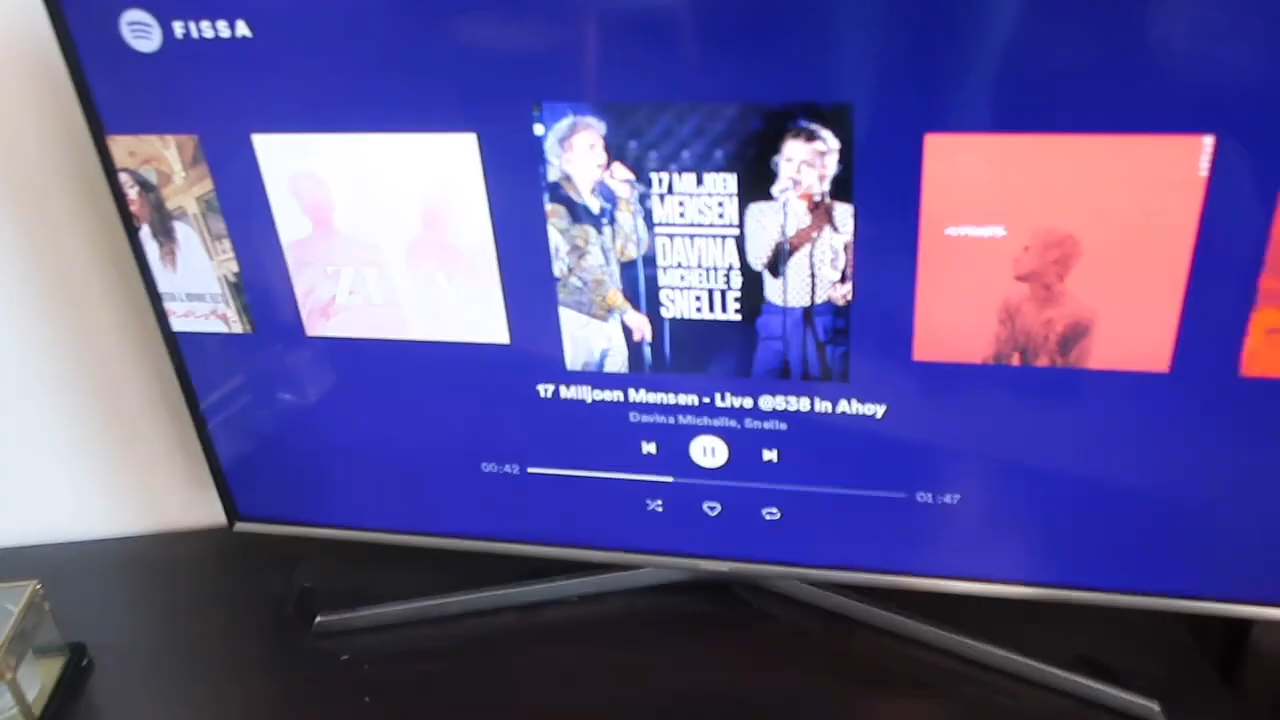 FISSA
17 MILJOEN
MENSEN
DAVINA
MICHELLE &
SNELLE
17 Miljoen Mensen - Live @538 in Ahoy
Davina Michelle, Snelle
00:42
01:47